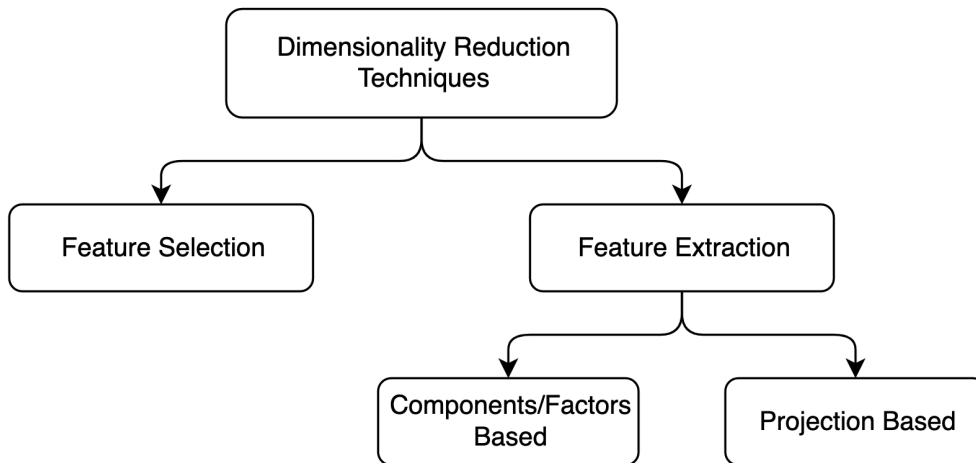 Dimensionality Reduction
Techniques
Feature Selection
Feature Extraction
Components/Factors
Based
Projection Based